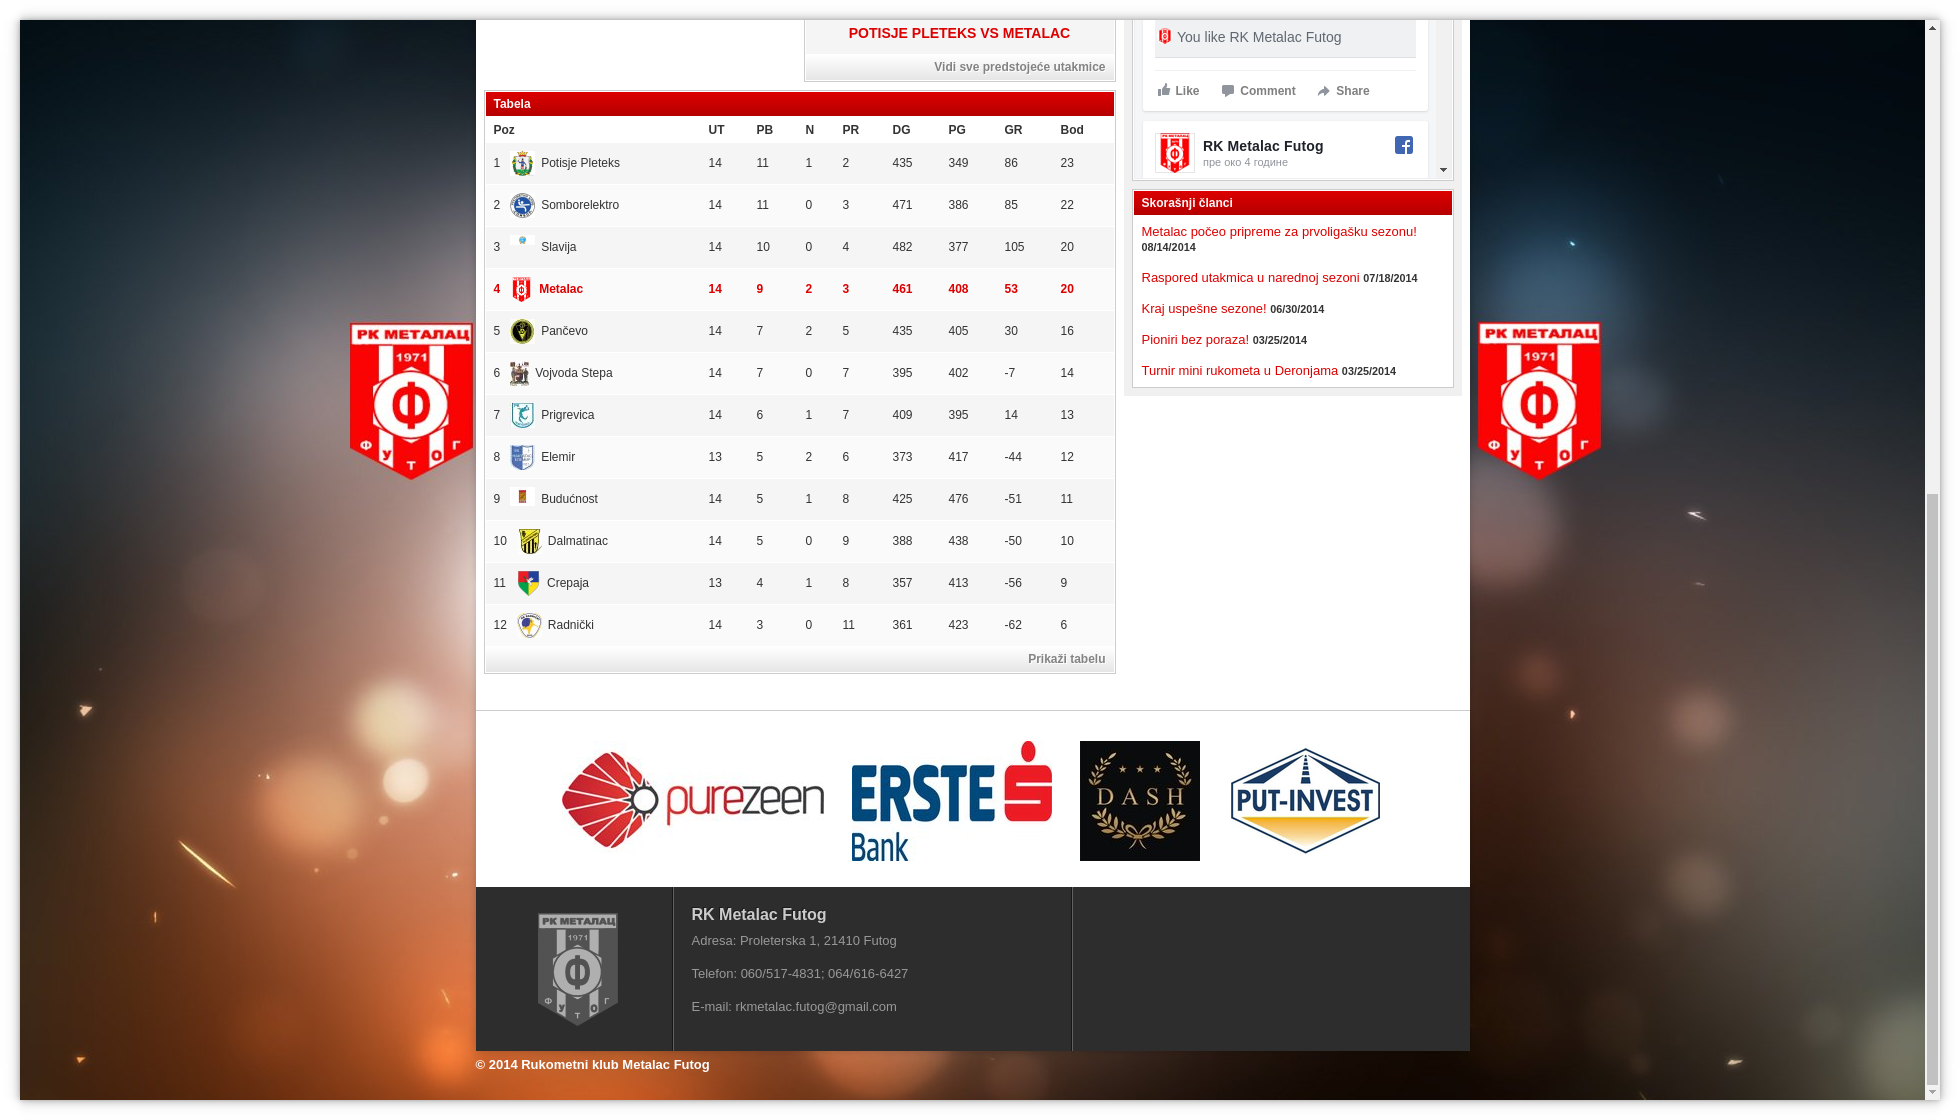 POTISJE PLETEKS VS METALAC
Vidi sve predstojeće utakmice
Tabela
Poz UT PB N PR DG PG GR Bod
1 Potisje Pleteks 14 11 1 2 435 349 86 23
2 Somborelektro 14 11 0 3 471 386 85 22
3 Slavija 14 10 0 4 482 377 105 20
4 Metalac 14 9 2 3 461 408 53 20
5 Pančevo 14 7 2 5 435 405 30 16
6 Vojvoda Stepa 14 7 0 7 395 402 -7 14
7 Prigrevica 14 6 1 7 409 395 14 13
8 Elemir 13 5 2 6 373 417 -44 12
9 Budućnost 14 5 1 8 425 476 -51 11
10 Dalmatinac 14 5 0 9 388 438 -50 10
11 Crepaja 13 4 1 8 357 413 -56 9
12 Radnički 14 3 0 11 361 423 -62 6
Prikaži tabelu
You like RK Metalac Futog
Like Comment Share
RK Metalac Futog
пре око 4 године
Skorašnji članci
Metalac počeo pripreme za prvoligašku sezonu!
08/14/2014
Raspored utakmica u narednoj sezoni 07/18/2014
Kraj uspešne sezone! 06/30/2014
Pioniri bez poraza! 03/25/2014
Turnir mini rukometa u Deronjama 03/25/2014
РК МЕТАЛАЦ
1971
Ф
ФУТОГ
РК МЕТАЛАЦ
1971
Ф
ФУТОГ
purezeen
ERSTE
Bank
DASH
PUT-INVEST
РК МЕТАЛАЦ
1971
Ф
ФУТОГ
RK Metalac Futog
Adresa: Proleterska 1, 21410 Futog
Telefon: 060/517-4831; 064/616-6427
E-mail: rkmetalac.futog@gmail.com
© 2014 Rukometni klub Metalac Futog